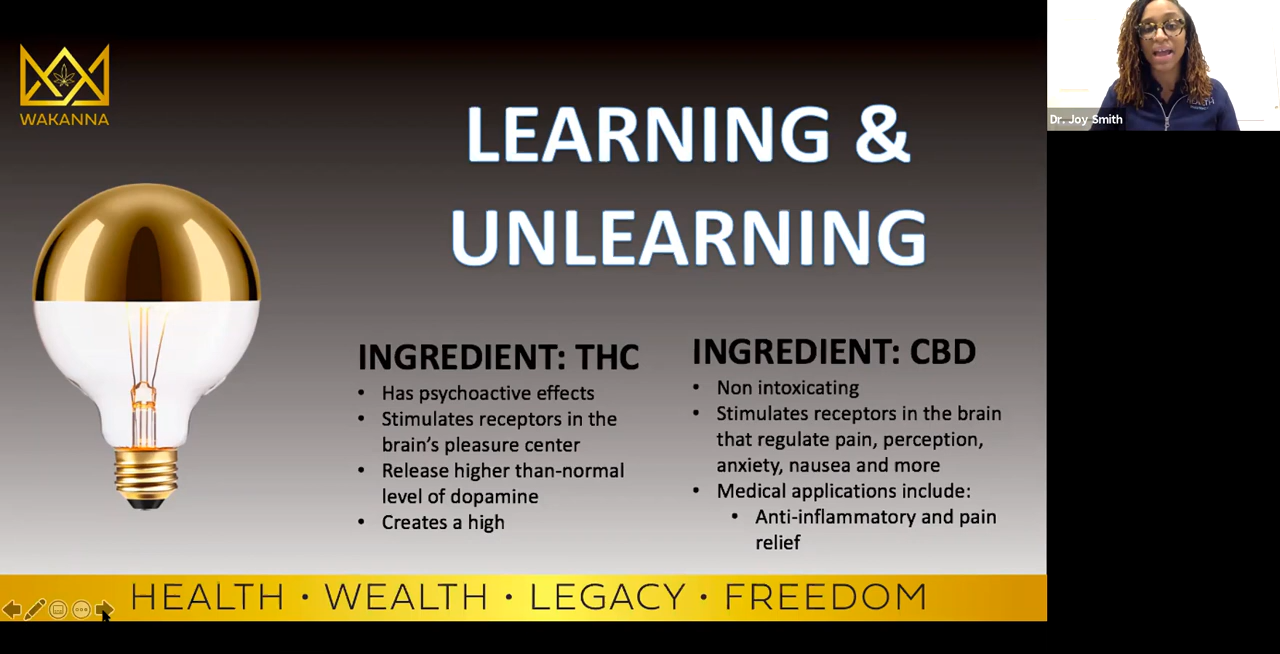 WAKANNA
LEARNING &
UNLEARNING
INGREDIENT: THC
• Has psychoactive effects
• Stimulates receptors in the
brain's pleasure center
• Release higher than-normal
level of dopamine
• Creates a high
INGREDIENT: CBD
• Non intoxicating
• Stimulates receptors in the brain
that regulate pain, perception,
anxiety, nausea and more
• Medical applications include:
• Anti-inflammatory and pain
relief
HEALTH • WEALTH • LEGACY • FREEDOM
HEALTH
Dr. Joy Smith